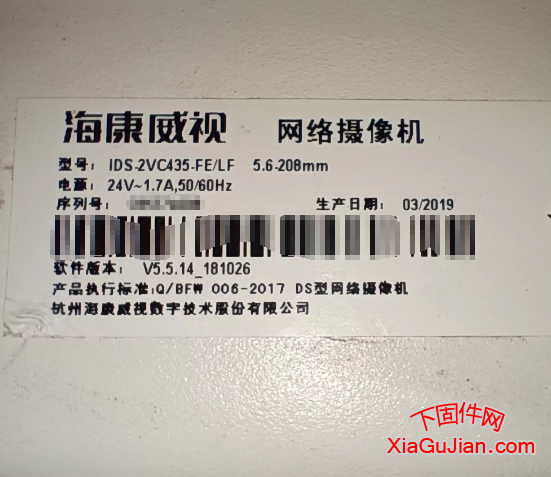 海康威视 网络摄像机
型号: IDS-2VC435-FE/LF 5.6-208mm
电源: 24V~1.7A,50/60Hz
序列号: 生产日期: 03/2019
软件版本: V5.5.14_181026
产品执行标准:Q/BFW 006-2017 DS型网络摄像机
杭州海康威视数字技术股份有限公司
下固件网
XiaGuJian.com